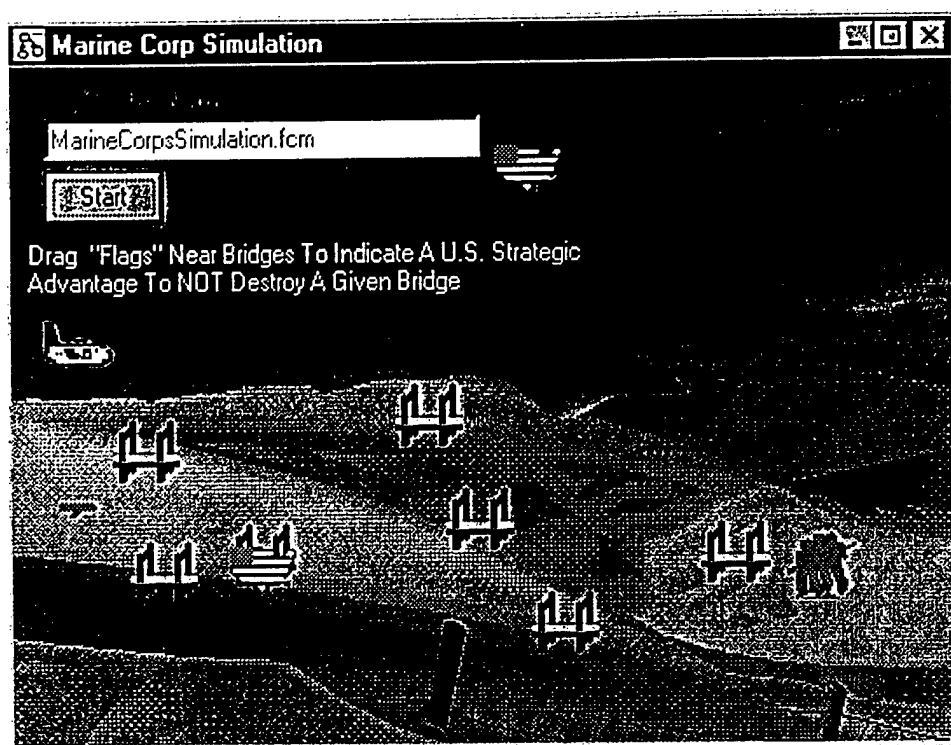 Marine Corp Simulation
MarineCorpsSimulation.fcm
Start
Drag "Flags" Near Bridges To Indicate A U.S. Strategic
Advantage To NOT Destroy A Given Bridge